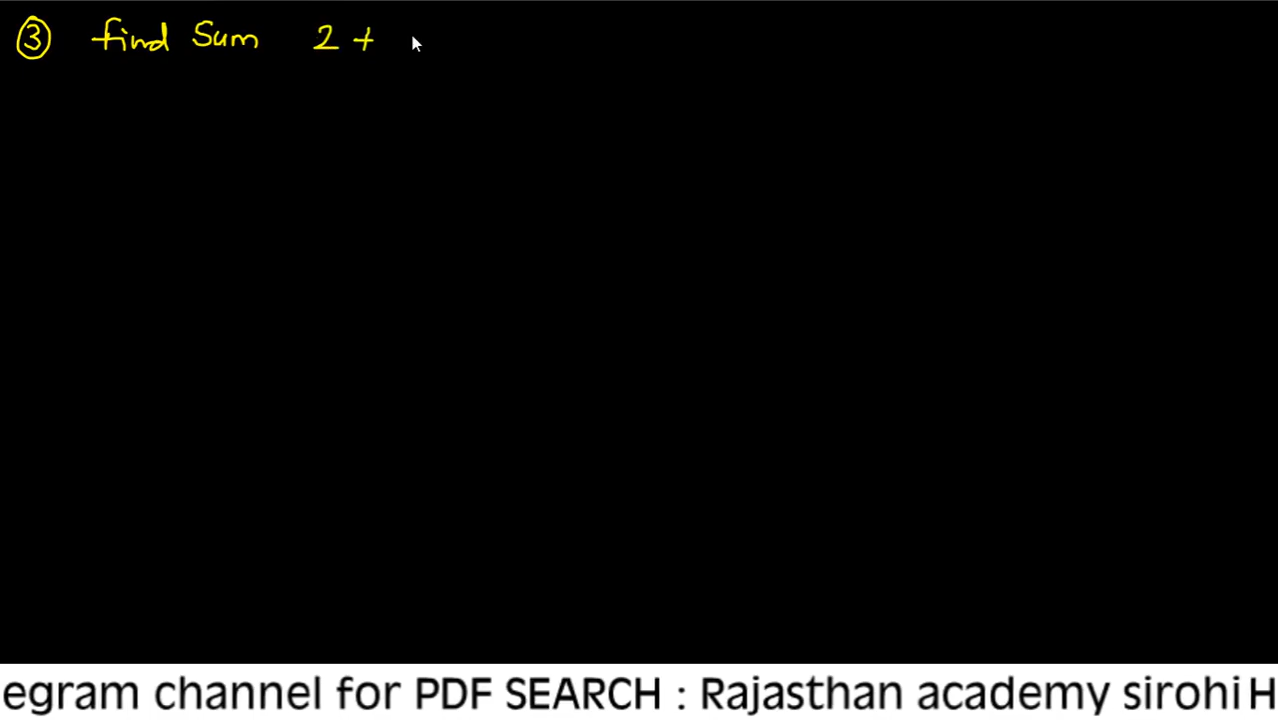 ③ find Sum 2 +
egram channel for PDF SEARCH : Rajasthan academy sirohi H